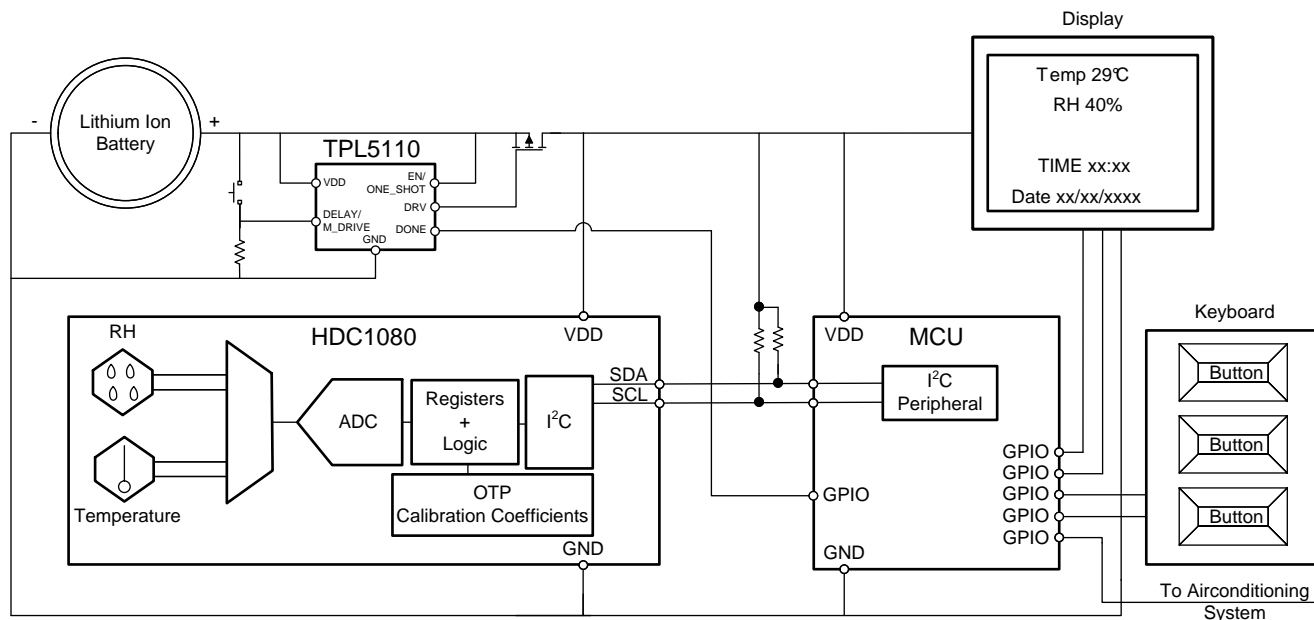 Display
Temp 29℃
RH 40%
TIME xx:xx
Date xx/xx/xxxx
-
Lithium Ion
Battery
+
TPL5110
VDD
EN/
ONE_SHOT
DRV
DELAY/
M_DRIVE
DONE
GND
RH
HDC1080
VDD
SDA
SCL
ADC
Registers
+
Logic
I²C
OTP
Calibration Coefficients
Temperature
GND
VDD
MCU
I²C
Peripheral
GPIO
GPIO
GPIO
GPIO
GPIO
GPIO
GND
Keyboard
Button
Button
Button
To Airconditioning
System